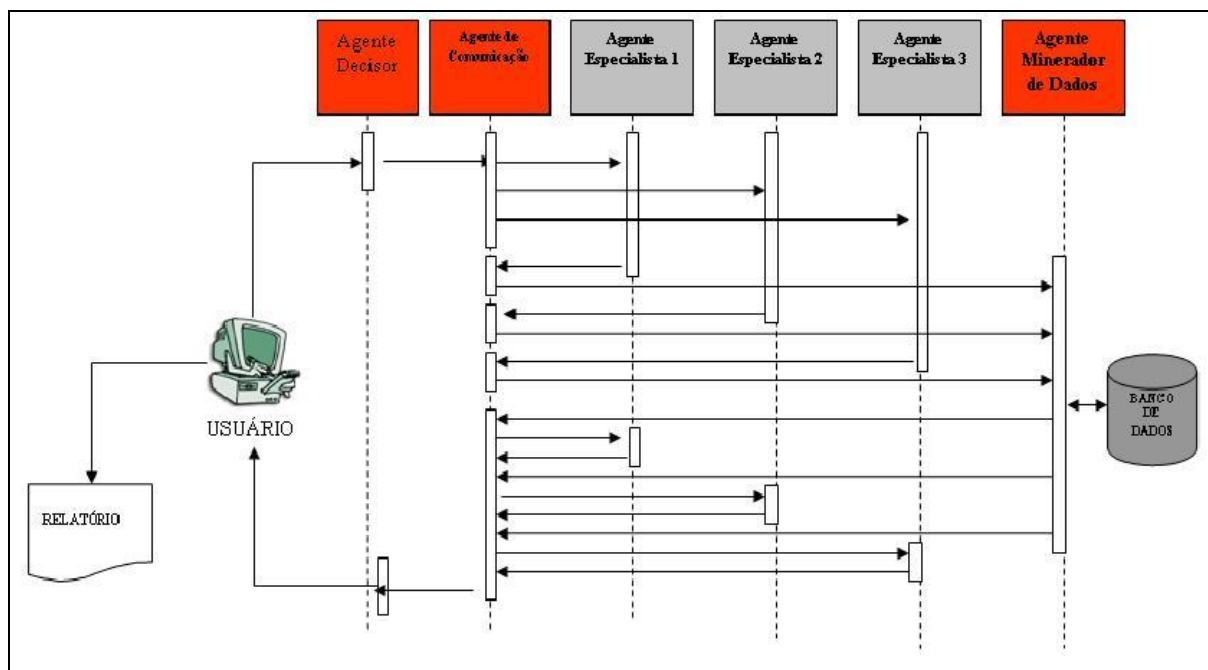 Agente
Decisor
Agente de
Comunicação
Agente
Especialista 1
Agente
Especialista 2
Agente
Especialista 3
Agente
Minerador
de Dados
USUÁRIO
BANCO
DE
DADOS
RELATÓRIO